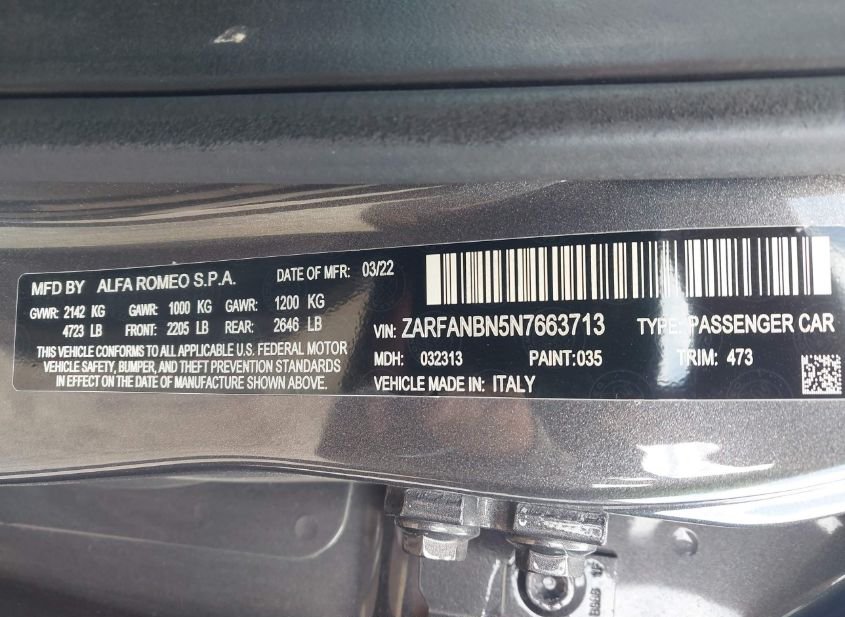 MFD BY ALFA ROMEO S.P.A. DATE OF MFR: 03/22
GVWR: 2142 KG GAWR: 1000 KG GAWR: 1200 KG
4723 LB FRONT: 2205 LB REAR: 2646 LB
THIS VEHICLE CONFORMS TO ALL APPLICABLE U.S. FEDERAL MOTOR
VEHICLE SAFETY, BUMPER, AND THEFT PREVENTION STANDARDS
IN EFFECT ON THE DATE OF MANUFACTURE SHOWN ABOVE.
VIN: ZARFANBN5N7663713 TYPE: PASSENGER CAR
MDH: 032313 PAINT:035 TRIM: 473
VEHICLE MADE IN: ITALY